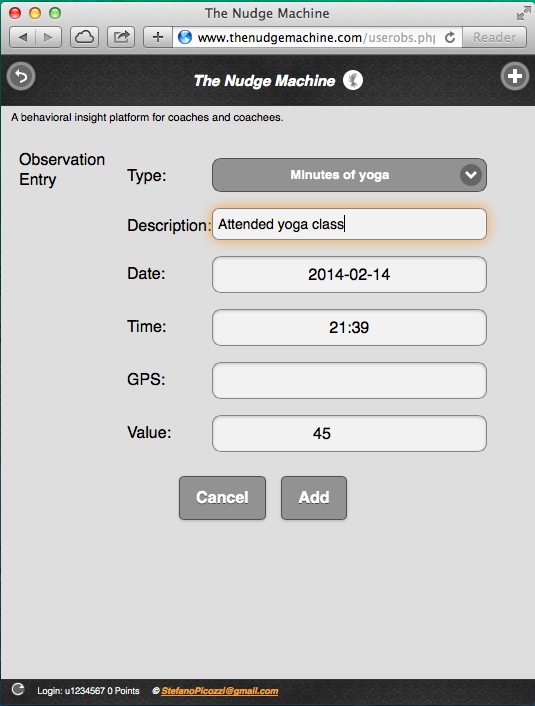 The Nudge Machine
www.thenudgemachine.com/userobs.php
Reader
The Nudge Machine
A behavioral insight platform for coaches and coachees.
Observation
Entry
Type:
Minutes of yoga
Description:
Attended yoga class
Date:
2014-02-14
Time:
21:39
GPS:
Value:
45
Cancel
Add
Login: u1234567 0 Points
© StefanoPicozzi@gmail.com